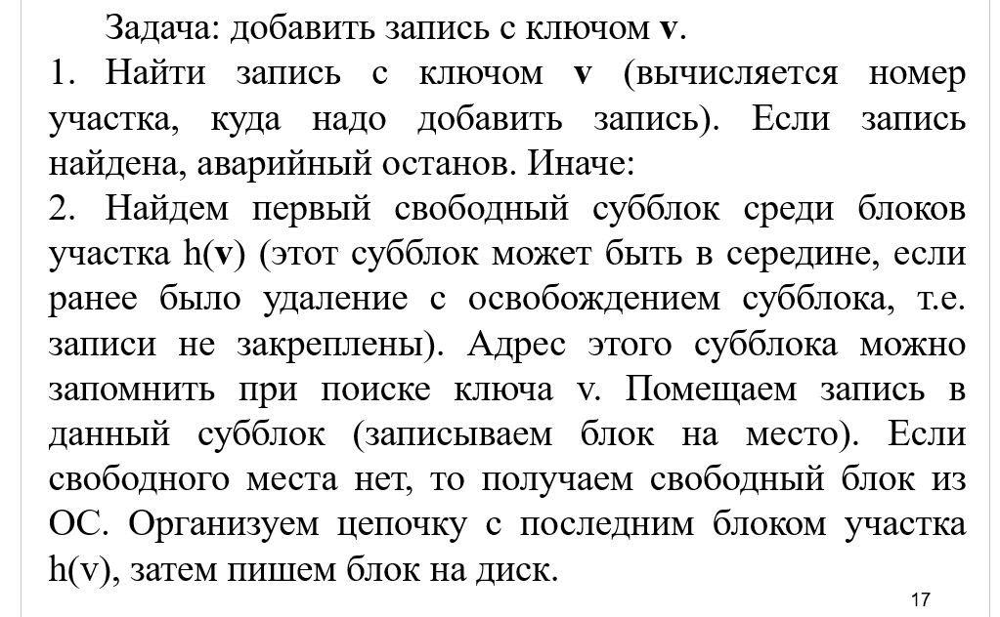 Задача: добавить запись с ключом v.
1. Найти запись с ключом v (вычисляется номер
участка, куда надо добавить запись). Если запись
найдена, аварийный останов. Иначе:
2. Найдем первый свободный субблок среди блоков
участка h(v) (этот субблок может быть в середине, если
ранее было удаление с освобождением субблока, т.е.
записи не закреплены). Адрес этого субблока можно
запомнить при поиске ключа v. Помещаем запись в
данный субблок (записываем блок на место). Если
свободного места нет, то получаем свободный блок из
ОС. Организуем цепочку с последним блоком участка
h(v), затем пишем блок на диск.
17